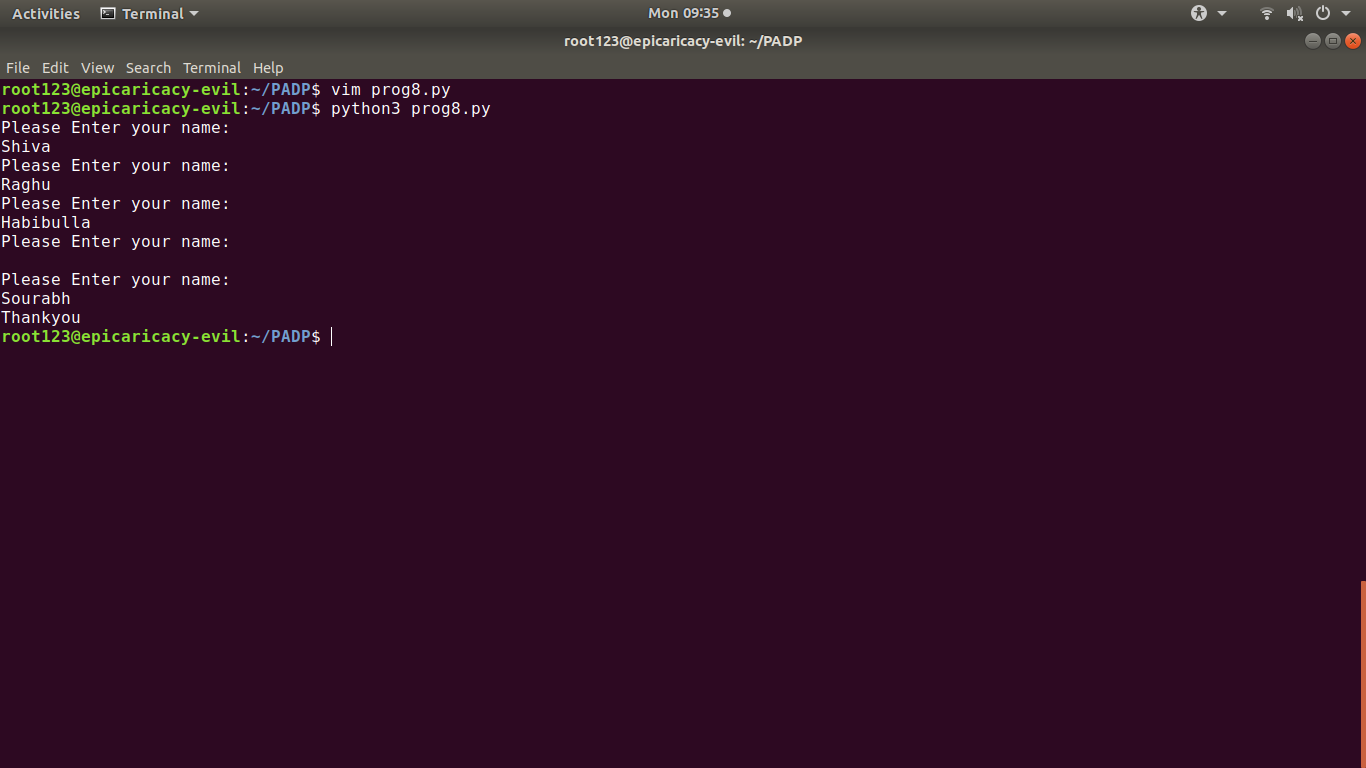 Activities Terminal Mon 09:35
root123@epicaricacy-evil: ~/PADP
File Edit View Search Terminal Help
root123@epicaricacy-evil:~/PADP$ vim prog8.py
root123@epicaricacy-evil:~/PADP$ python3 prog8.py
Please Enter your name:
Shiva
Please Enter your name:
Raghu
Please Enter your name:
Habibulla
Please Enter your name:
Please Enter your name:
Sourabh
Thankyou
root123@epicaricacy-evil:~/PADP$